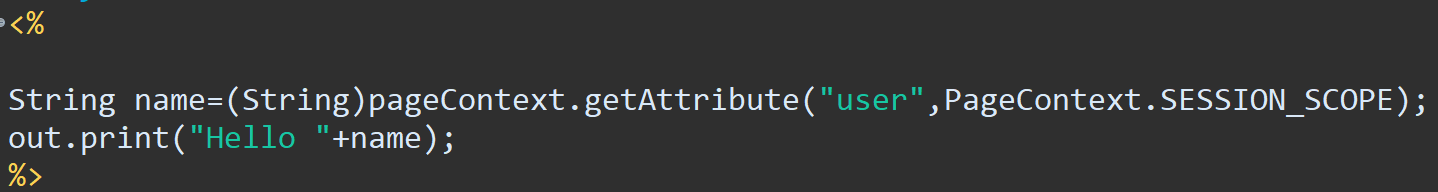 <%
String name=(String)pageContext.getAttribute("user",PageContext.SESSION_SCOPE);
out.print("Hello "+name);
%>